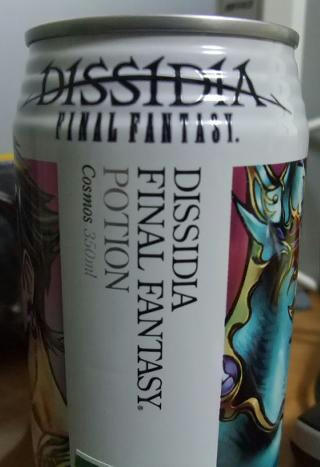 DISSIDIA
FINAL FANTASY.
DISSIDIA
FINAL FANTASY®
POTION
Cosmos 350ml